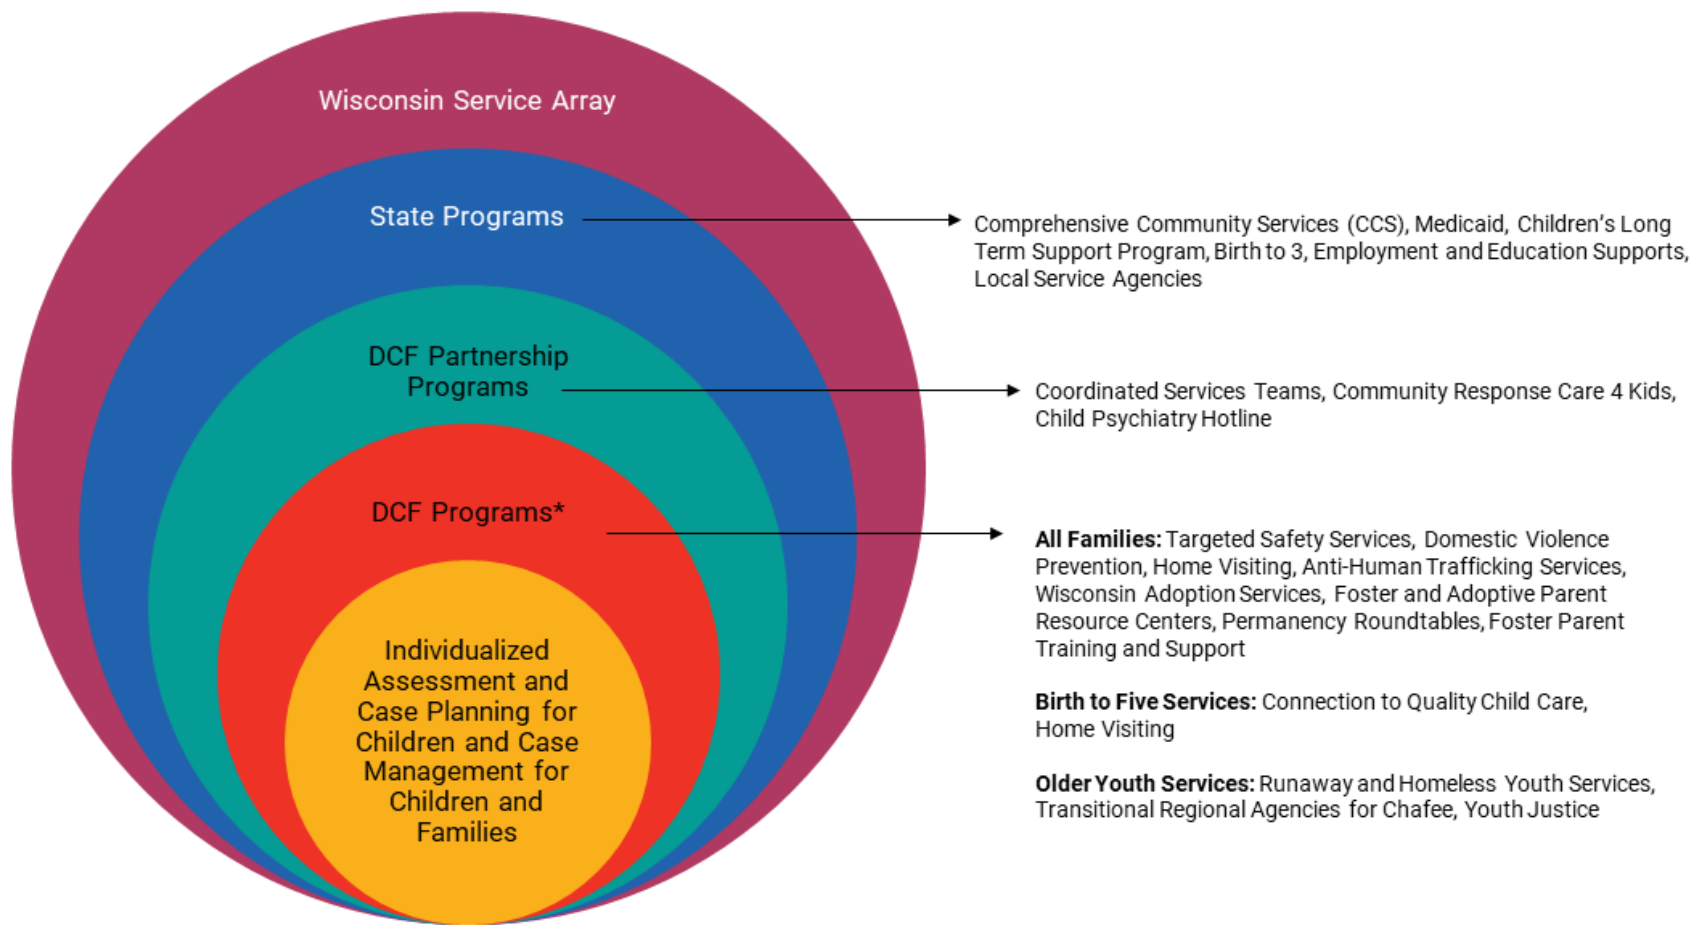 Wisconsin Service Array
State Programs
Comprehensive Community Services (CCS), Medicaid, Children's Long
Term Support Program, Birth to 3, Employment and Education Supports,
Local Service Agencies
DCF Partnership
Programs
Coordinated Services Teams, Community Response Care 4 Kids,
Child Psychiatry Hotline
DCF Programs*
All Families: Targeted Safety Services, Domestic Violence
Prevention, Home Visiting, Anti-Human Trafficking Services,
Wisconsin Adoption Services, Foster and Adoptive Parent
Resource Centers, Permanency Roundtables, Foster Parent
Training and Support
Birth to Five Services: Connection to Quality Child Care,
Home Visiting
Older Youth Services: Runaway and Homeless Youth Services,
Transitional Regional Agencies for Chafee, Youth Justice
Individualized
Assessment and
Case Planning for
Children and Case
Management for
Children and
Families